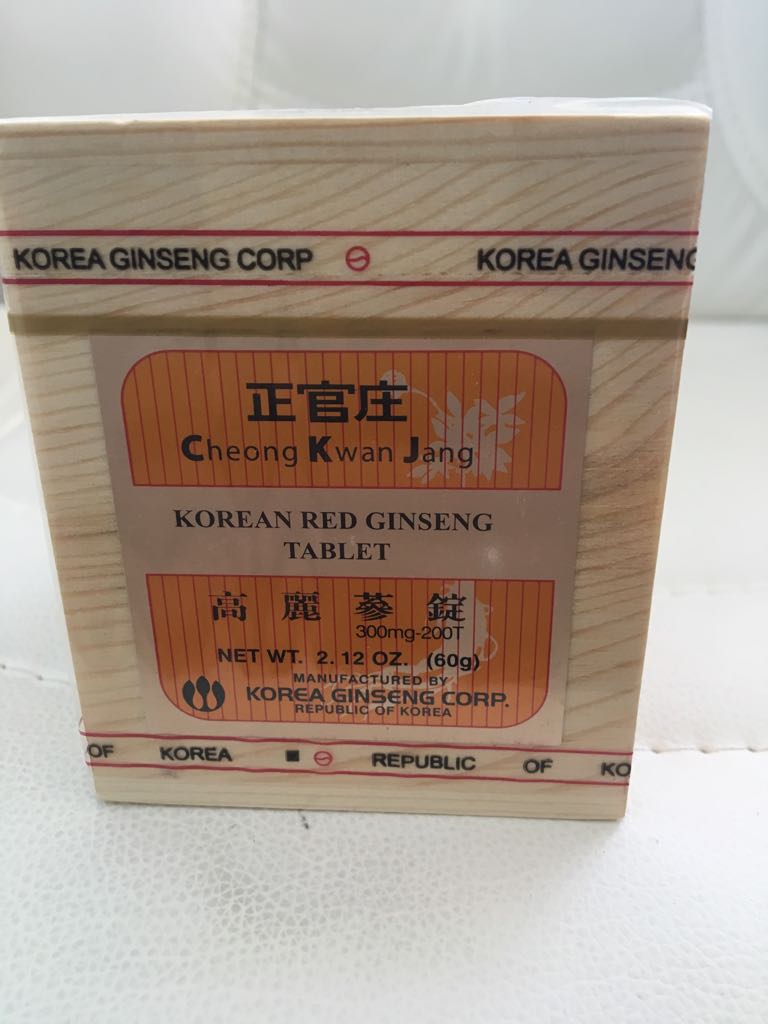 KOREA GINSENG CORP KOREA GINSENG
正官庄
Cheong Kwan Jang
KOREAN RED GINSENG
TABLET
高麗蔘錠
300mg-200T
NET WT. 2.12 OZ. (60g)
MANUFACTURED BY
KOREA GINSENG CORP.
REPUBLIC OF KOREA
OF KOREA ■ REPUBLIC OF KO